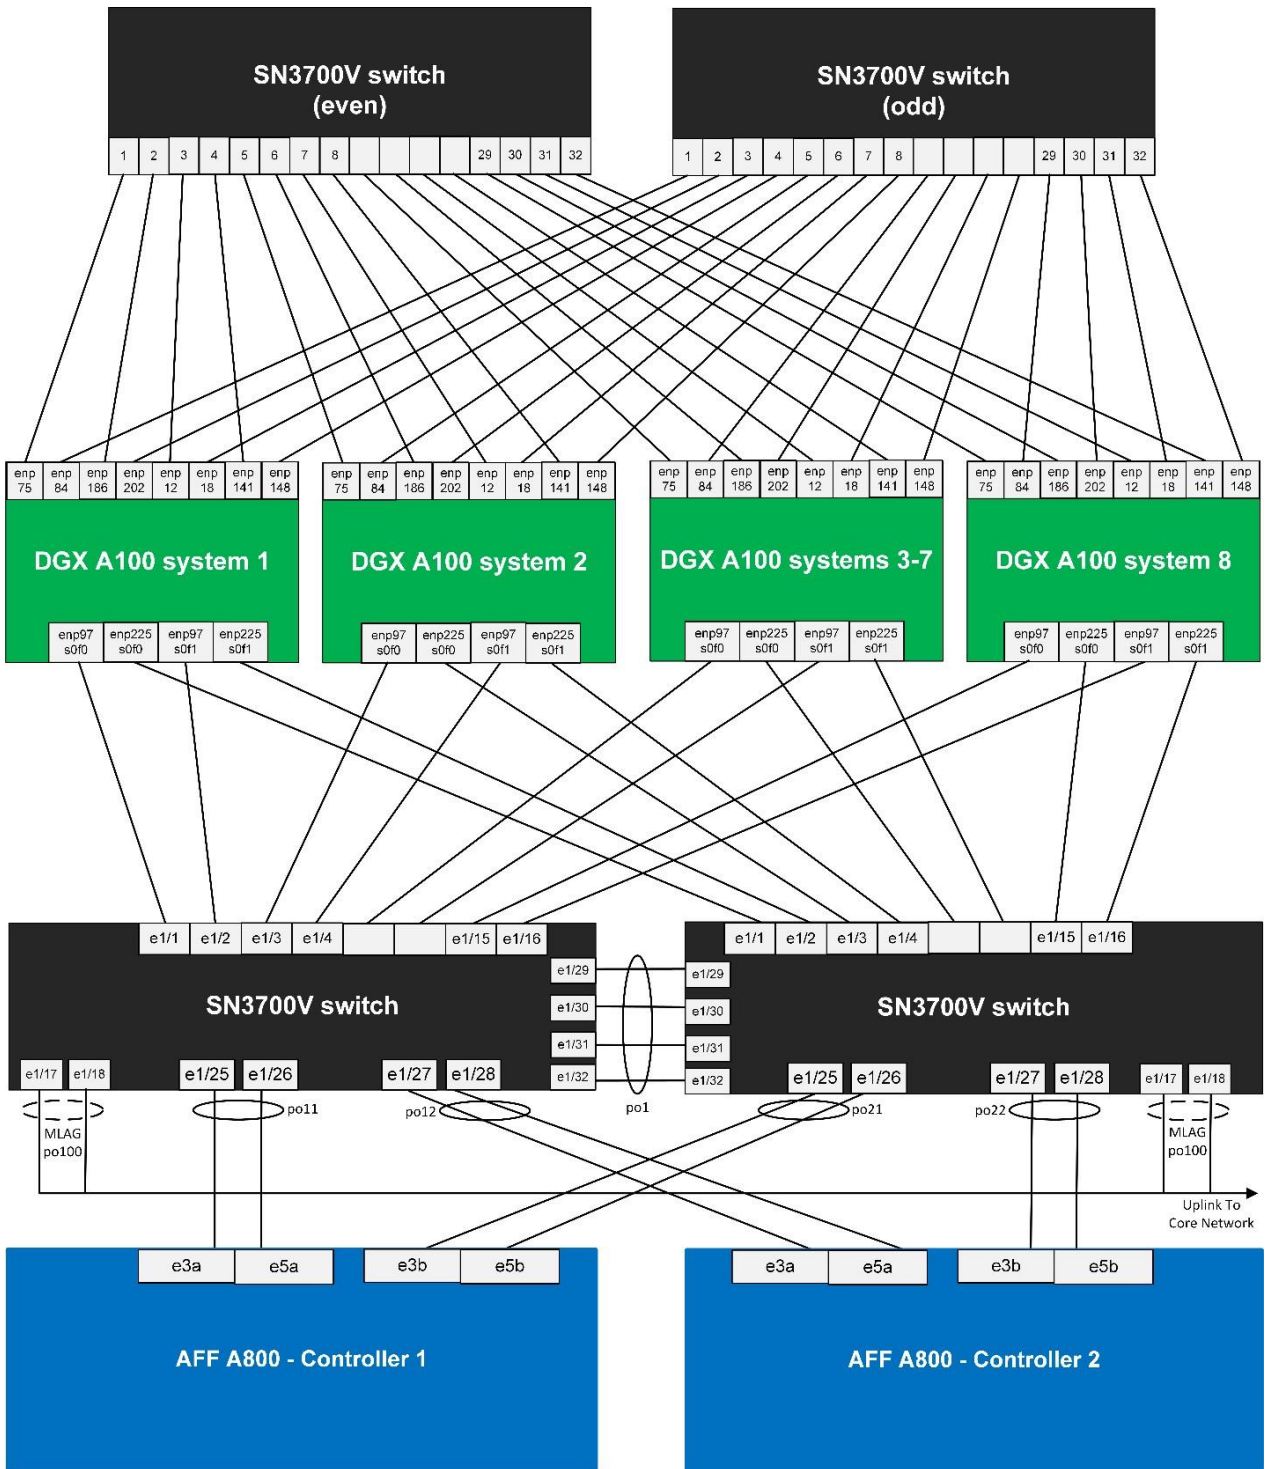 SN3700V switch
(even)
SN3700V switch
(odd)
1 2 3 4 5 6 7 8 29 30 31 32
1 2 3 4 5 6 7 8 29 30 31 32
enp 75 enp 84 enp 186 enp 202 enp 12 enp 18 enp 141 enp 148
enp 75 enp 84 enp 186 enp 202 enp 12 enp 18 enp 141 enp 148
enp 75 enp 84 enp 186 enp 202 enp 12 enp 18 enp 141 enp 148
enp 75 enp 84 enp 186 enp 202 enp 12 enp 18 enp 141 enp 148
DGX A100 system 1
DGX A100 system 2
DGX A100 systems 3-7
DGX A100 system 8
enp97 s0f0 enp225 s0f0 enp97 s0f1 enp225 s0f1
enp97 s0f0 enp225 s0f0 enp97 s0f1 enp225 s0f1
enp97 s0f0 enp225 s0f0 enp97 s0f1 enp225 s0f1
enp97 s0f0 enp225 s0f0 enp97 s0f1 enp225 s0f1
e1/1 e1/2 e1/3 e1/4 e1/15 e1/16
e1/1 e1/2 e1/3 e1/4 e1/15 e1/16
e1/29
e1/30
e1/31
e1/32
e1/29
e1/30
e1/31
e1/32
SN3700V switch
SN3700V switch
e1/17 e1/18 e1/25 e1/26 e1/27 e1/28
e1/25 e1/26 e1/27 e1/28 e1/17 e1/18
po11
po12
po1
po21
po22
MLAG
po100
MLAG
po100
Uplink To
Core Network
e3a e5a e3b e5b
e3a e5a e3b e5b
AFF A800 - Controller 1
AFF A800 - Controller 2